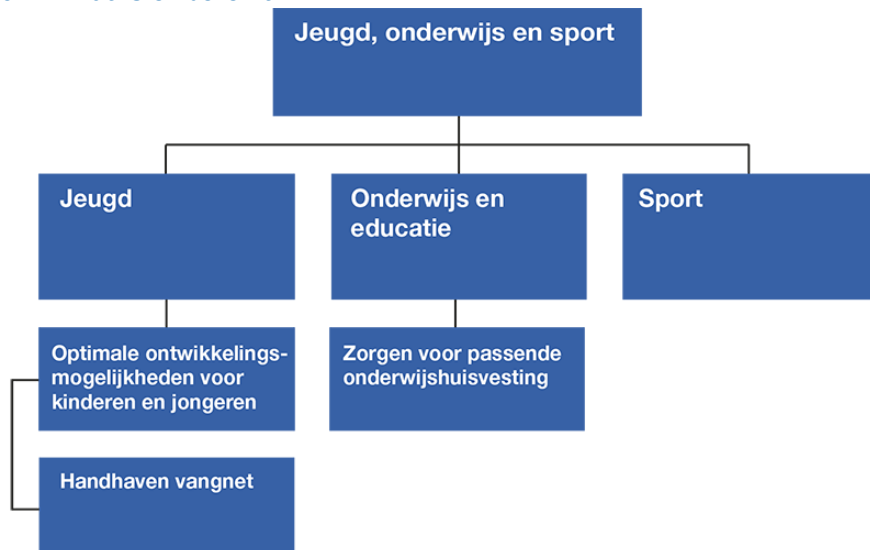 Jeugd, onderwijs en sport
Jeugd
Onderwijs en
educatie
Sport
Optimale ontwikkelings-
mogelijkheden voor
kinderen en jongeren
Zorgen voor passende
onderwijshuisvesting
Handhaven vangnet